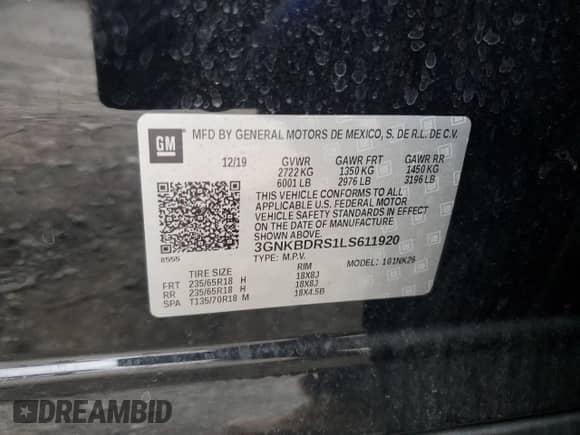 GM
MFD BY GENERAL MOTORS DE MEXICO, S. DE R.L. DE C.V.
12/19 GVWR GAWR FRT GAWR RR
2722 KG 1350 KG 1450 KG
6001 LB 2976 LB 3196 LB
THIS VEHICLE CONFORMS TO ALL
APPLICABLE U.S. FEDERAL MOTOR
VEHICLE SAFETY STANDARDS IN EFFECT
ON THE DATE OF MANUFACTURE
SHOWN ABOVE.
3GNKBDRS1LS611920
8555
TYPE: M.P.V. MODEL: 101NK26
TIRE SIZE RIM
FRT 235/65R18 H 18X8J
RR 235/65R18 H 18X8J
SPA T135/70R18 M 18X4.5B
DREAMBID